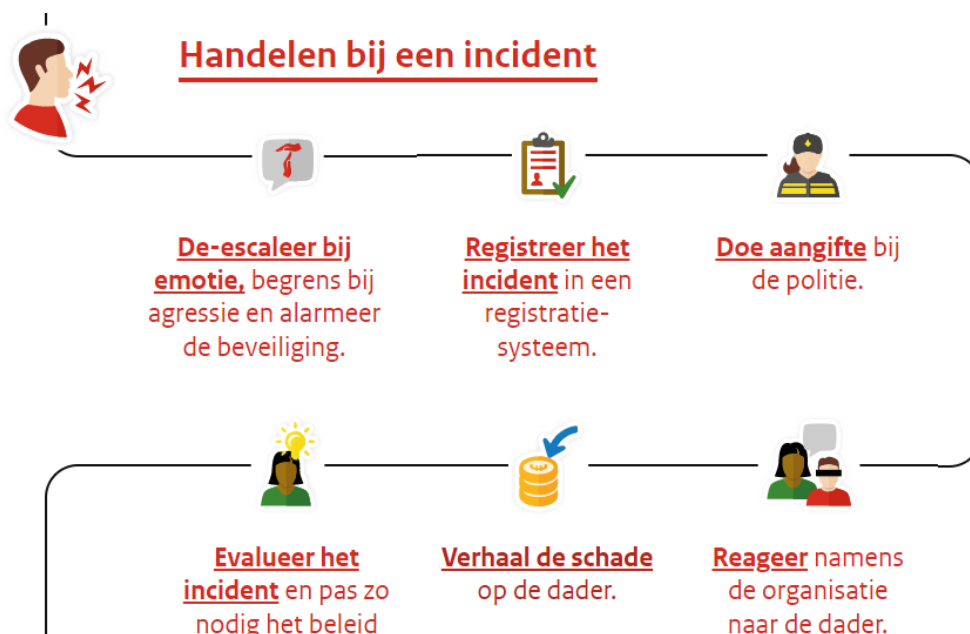 Handelen bij een incident
De-escaleer bij
emotie, begrens bij
agressie en alarmeer
de beveiliging.
Registreer het
incident in een
registratie-
systeem.
Doe aangifte bij
de politie.
Reageer namens
de organisatie
naar de dader.
Verhaal de schade
op de dader.
Evalueer het
incident en pas zo
nodig het beleid